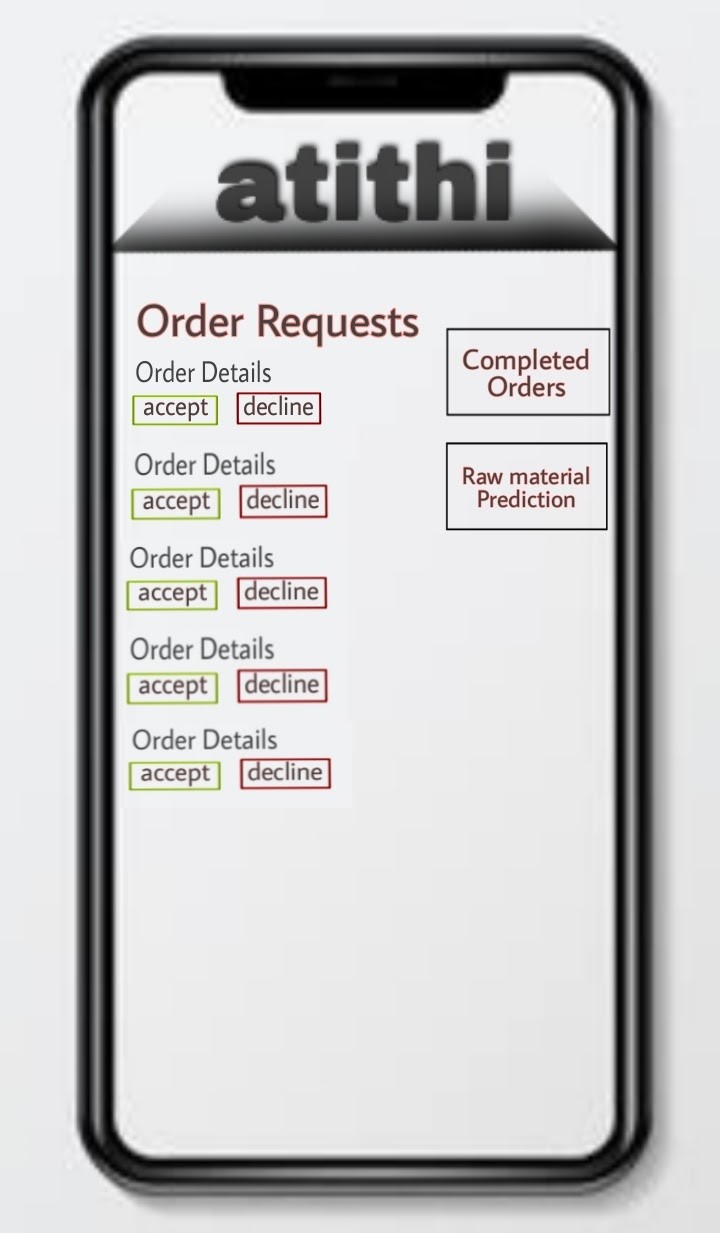 atithi
Order Requests
Order Details
accept decline
Order Details
accept decline
Order Details
accept decline
Order Details
accept decline
Order Details
accept decline
Completed
Orders
Raw material
Prediction